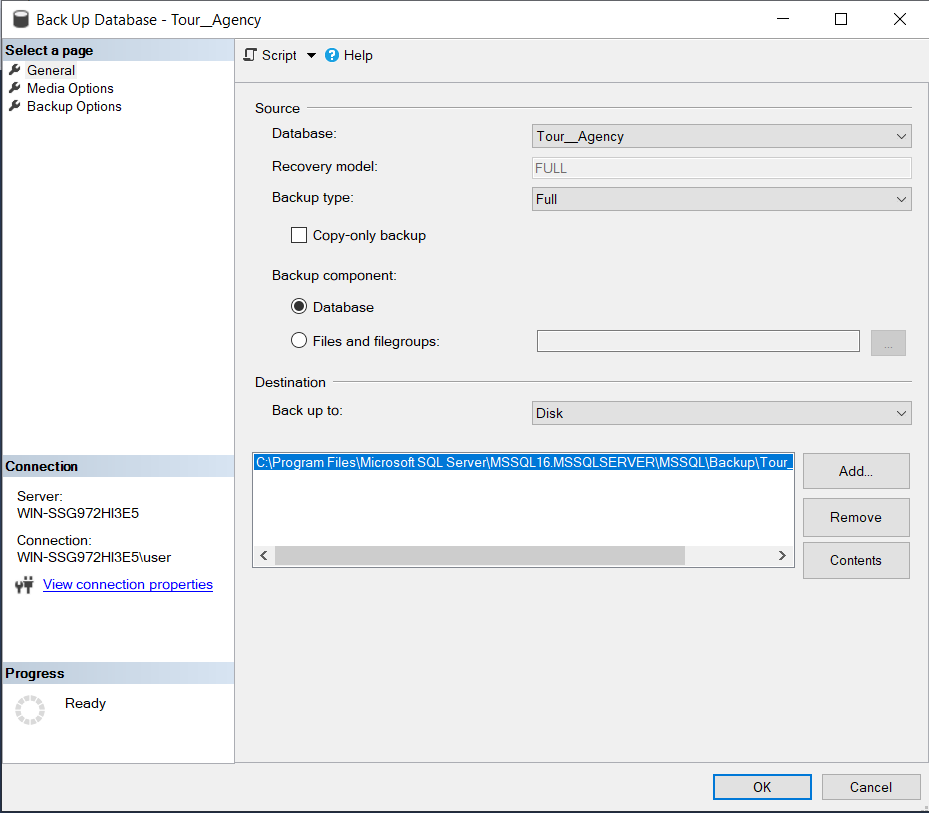 Back Up Database - Tour__Agency
Select a page
General
Media Options
Backup Options
Script
Help
Source
Database:
Tour__Agency
Recovery model:
FULL
Backup type:
Full
Copy-only backup
Backup component:
Database
Files and filegroups:
...
Destination
Back up to:
Disk
C:\Program Files\Microsoft SQL Server\MSSQL16.MSSQLSERVER\MSSQL\Backup\Tour_
Add...
Remove
Contents
Connection
Server:
WIN-SSG972HI3E5
Connection:
WIN-SSG972HI3E5\user
View connection properties
Progress
Ready
OK
Cancel